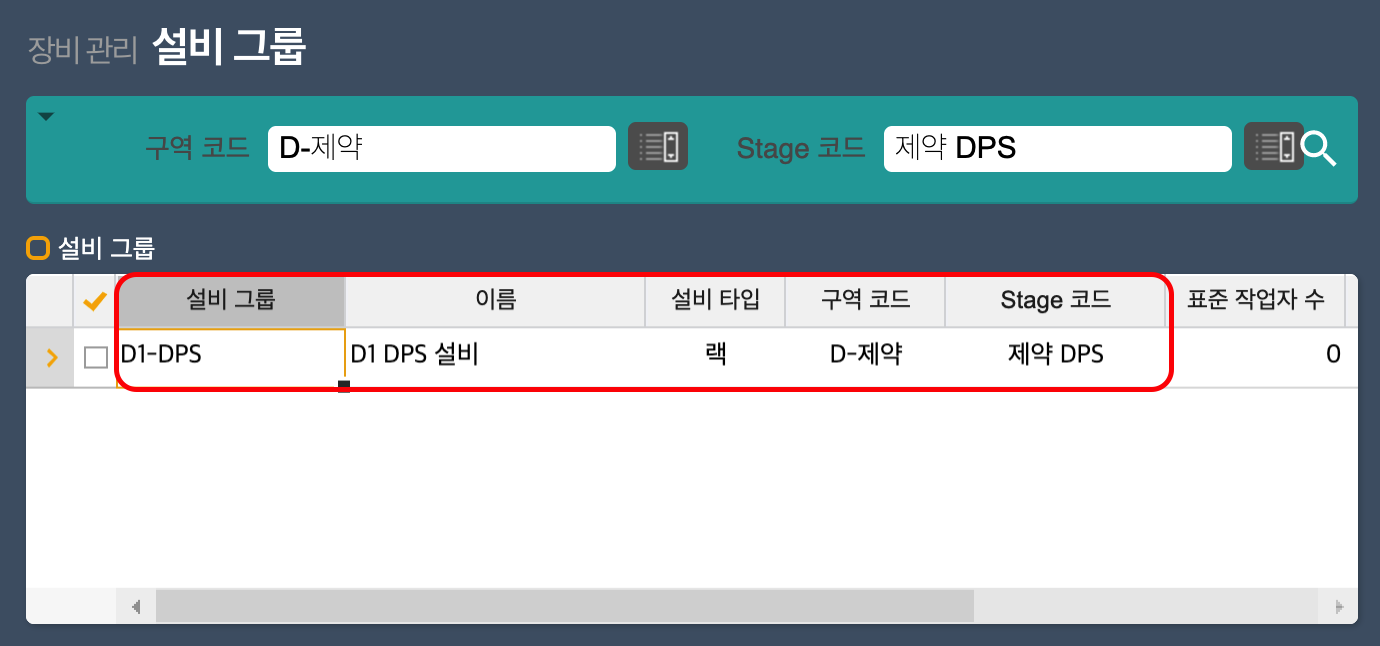 장비 관리 설비 그룹
구역 코드 D-제약 Stage 코드 제약 DPS
설비 그룹
설비 그룹 이름 설비 타입 구역 코드 Stage 코드 표준 작업자 수
D1-DPS D1 DPS 설비 랙 D-제약 제약 DPS 0